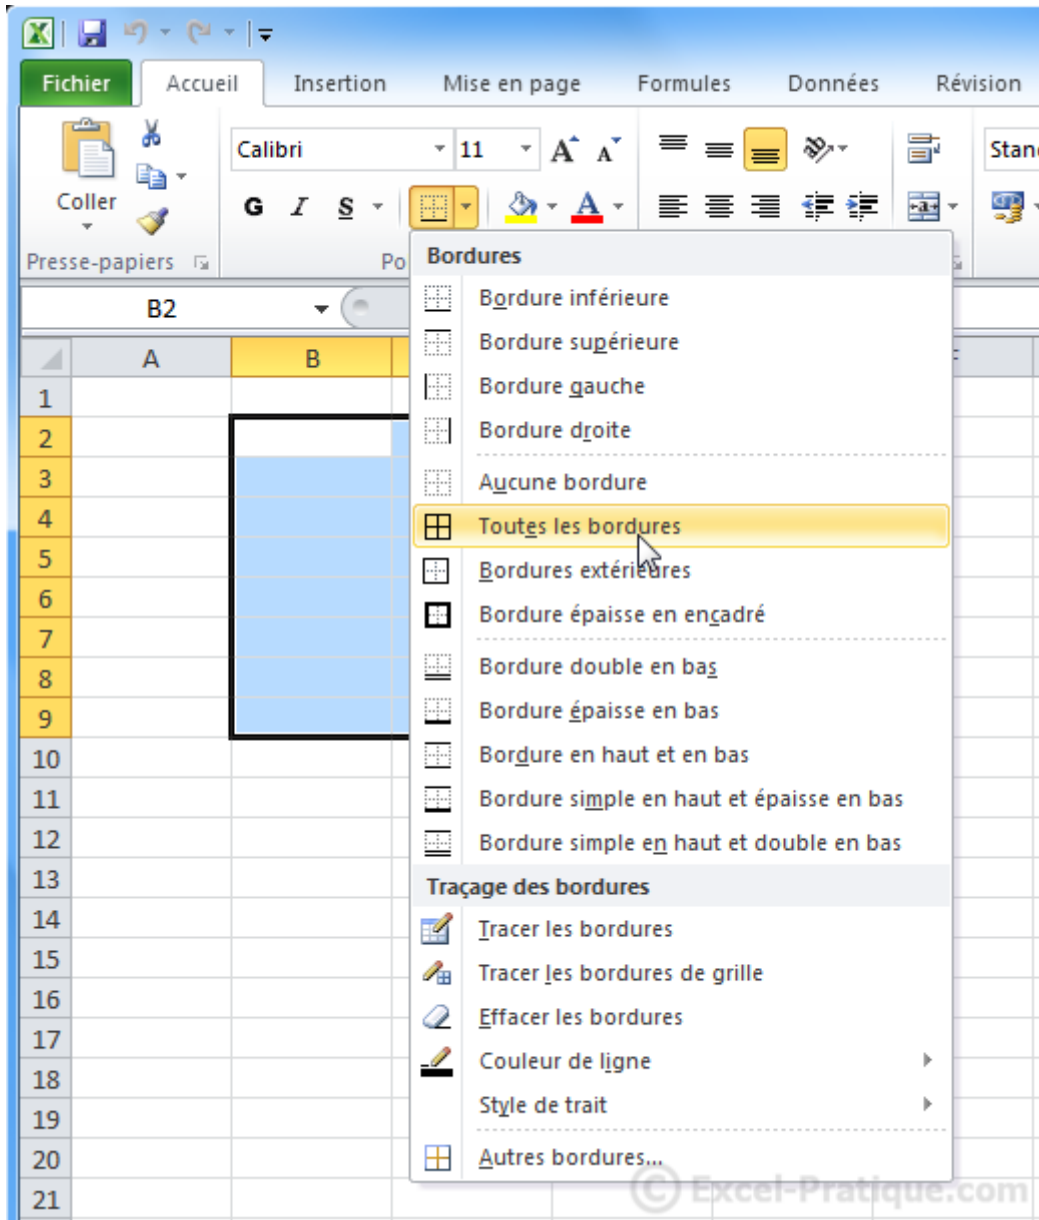 Fichier Accueil Insertion Mise en page Formules Données Révision
Calibri 11 A A
Coller G I S A a Stan
Presse-papiers Po
B2
Bordures
Bordure inférieure
Bordure supérieure
Bordure gauche
Bordure droite
Aucune bordure
Toutes les bordures
Bordures extérieures
Bordure épaisse en encadré
Bordure double en bas
Bordure épaisse en bas
Bordure en haut et en bas
Bordure simple en haut et épaisse en bas
Bordure simple en haut et double en bas
Traçage des bordures
Tracer les bordures
Tracer les bordures de grille
Effacer les bordures
Couleur de ligne
Style de trait
Autres bordures...
A B
1
2
3
4
5
6
7
8
9
10
11
12
13
14
15
16
17
18
19
20
21
© Excel-Pratique.com